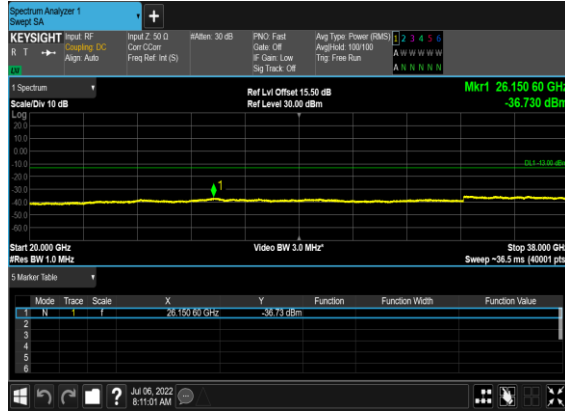 Spectrum Analyzer 1
Swept SA
KEYSIGHT
R T
LW
Input: RF
Coupling: DC
Align: Auto
Input Z: 50 Ω
Corr CCorr
Freq Ref: Int (S)
#Atten: 30 dB
PNO: Fast
Gate: Off
IF Gain: Low
Sig Track: Off
Avg Type: Power (RMS)
Avg|Hold: 100/100
Trig: Free Run
1 2 3 4 5 6
A W W W W W
A N N N N N
1 Spectrum
Scale/Div 10 dB
Ref Lvl Offset 15.50 dB
Ref Level 30.00 dBm
Mkr1 26.150 60 GHz
-36.730 dBm
Log
20.0
10.0
0.00
-10.0
-20.0
-30.0
-40.0
-50.0
-60.0
1
DL1 -13.00 dBm
Start 20.000 GHz
#Res BW 1.0 MHz
Video BW 3.0 MHz*
Stop 38.000 GHz
Sweep ~36.5 ms (40001 pts)
5 Marker Table
Mode Trace Scale X Y Function Function Width Function Value
1 N 1 f 26.150 60 GHz -36.73 dBm
2
3
4
5
6
?
Jul 06, 2022
8:11:01 AM